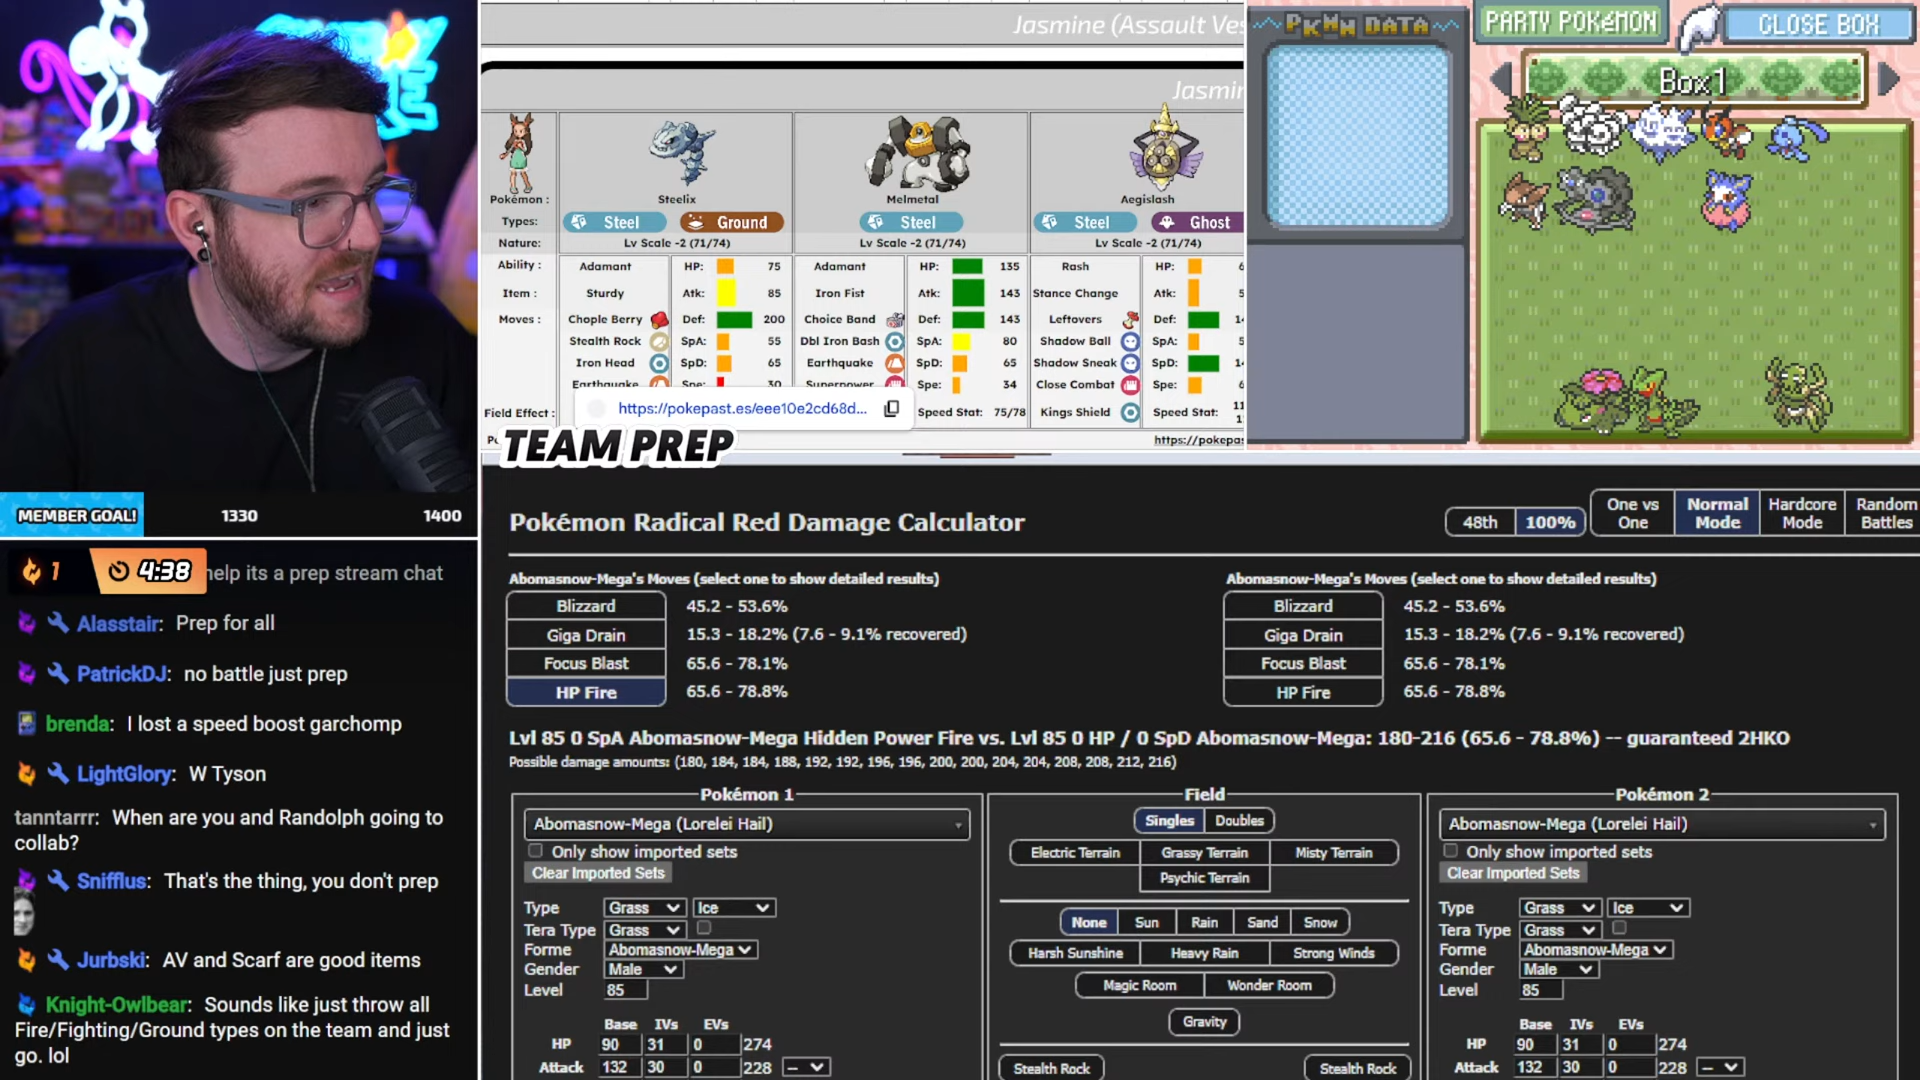 Jasmine (Assault Ves
Jasmin
Pokémon :
Steelix
Melmetal
Aegislash
Types:
Steel
Ground
Steel
Steel
Ghost
Nature:
Lv Scale -2 (71/74)
Lv Scale -2 (71/74)
Lv Scale -2 (71/74)
Ability :
Adamant
HP:
75
Adamant
HP:
135
Rash
HP:
Item :
Sturdy
Atk:
85
Iron Fist
Atk:
143
Stance Change
Atk:
Moves :
Chople Berry
Def:
200
Choice Band
Def:
143
Leftovers
Def:
Stealth Rock
SpA:
55
Dbl Iron Bash
SpA:
80
Shadow Ball
SpA:
Iron Head
SpD:
65
Earthquake
SpD:
65
Shadow Sneak
SpD:
Earthquake
Spe:
30
Superpower
Spe:
34
Close Combat
Spe:
Field Effect :
https://pokepast.es/eee10e2cd68d...
Speed Stat:
75/78
Kings Shield
Speed Stat:
https://pokepas
TEAM PREP
PKMN DATA
PARTY POKéMON
CLOSE BOX
Box1
MEMBER GOAL!
1330
1400
1
4:38
help its a prep stream chat
Alasstair: Prep for all
PatrickDJ: no battle just prep
brenda: I lost a speed boost garchomp
LightGlory: W Tyson
tanntarrr: When are you and Randolph going to
collab?
Snifflus: That's the thing, you don't prep
Jurbski: AV and Scarf are good items
Knight-Owlbear: Sounds like just throw all
Fire/Fighting/Ground types on the team and just
go. lol
Pokémon Radical Red Damage Calculator
48th
100%
One vs
One
Normal
Mode
Hardcore
Mode
Random
Battles
Abomasnow-Mega's Moves (select one to show detailed results)
Blizzard
45.2 - 53.6%
Giga Drain
15.3 - 18.2% (7.6 - 9.1% recovered)
Focus Blast
65.6 - 78.1%
HP Fire
65.6 - 78.8%
Abomasnow-Mega's Moves (select one to show detailed results)
Blizzard
45.2 - 53.6%
Giga Drain
15.3 - 18.2% (7.6 - 9.1% recovered)
Focus Blast
65.6 - 78.1%
HP Fire
65.6 - 78.8%
Lvl 85 0 SpA Abomasnow-Mega Hidden Power Fire vs. Lvl 85 0 HP / 0 SpD Abomasnow-Mega: 180-216 (65.6 - 78.8%) -- guaranteed 2HKO
Possible damage amounts: (180, 184, 184, 188, 192, 192, 196, 196, 200, 200, 204, 204, 208, 208, 212, 216)
Pokémon 1
Abomasnow-Mega (Lorelei Hail)
Only show imported sets
Clear Imported Sets
Type
Grass
Ice
Tera Type
Grass
Forme
Abomasnow-Mega
Gender
Male
Level
85
Base
IVs
EVs
HP
90
31
0
274
Attack
132
30
0
228
--
Field
Singles
Doubles
Electric Terrain
Grassy Terrain
Misty Terrain
Psychic Terrain
None
Sun
Rain
Sand
Snow
Harsh Sunshine
Heavy Rain
Strong Winds
Magic Room
Wonder Room
Gravity
Stealth Rock
Stealth Rock
Pokémon 2
Abomasnow-Mega (Lorelei Hail)
Only show imported sets
Clear Imported Sets
Type
Grass
Ice
Tera Type
Grass
Forme
Abomasnow-Mega
Gender
Male
Level
85
Base
IVs
EVs
HP
90
31
0
274
Attack
132
30
0
228
--